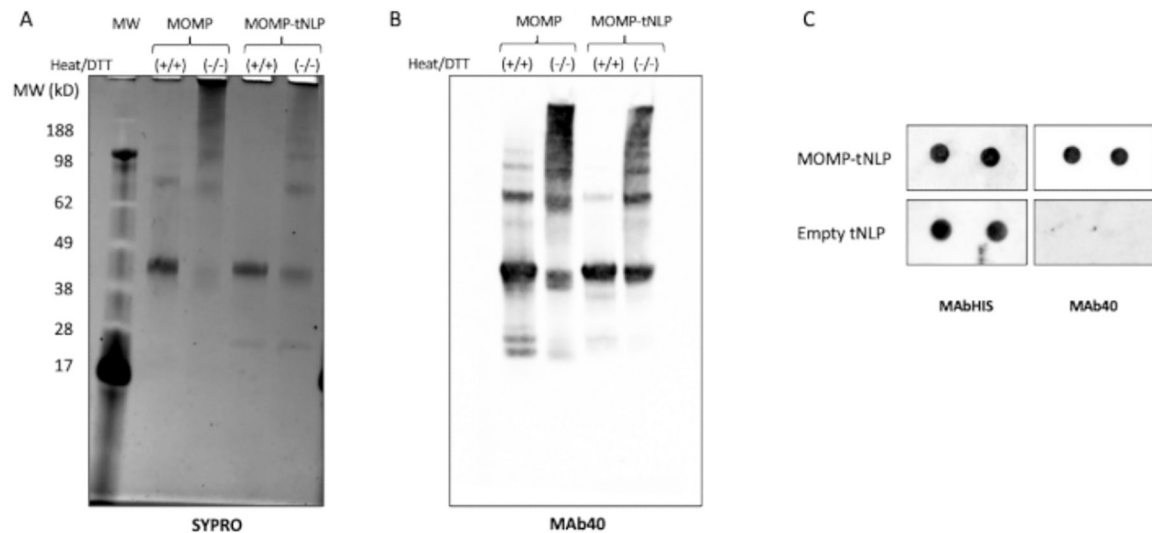 A
MW MOMP MOMP-tNLP
Heat/DTT (+/+) (-/-) (+/+) (-/-)
MW (kD)
188
98
62
49
38
28
17
SYPRO
B
MOMP MOMP-tNLP
Heat/DTT (+/+) (-/-) (+/+) (-/-)
MAb40
C
MOMP-tNLP
Empty tNLP
MAbHIS MAb40